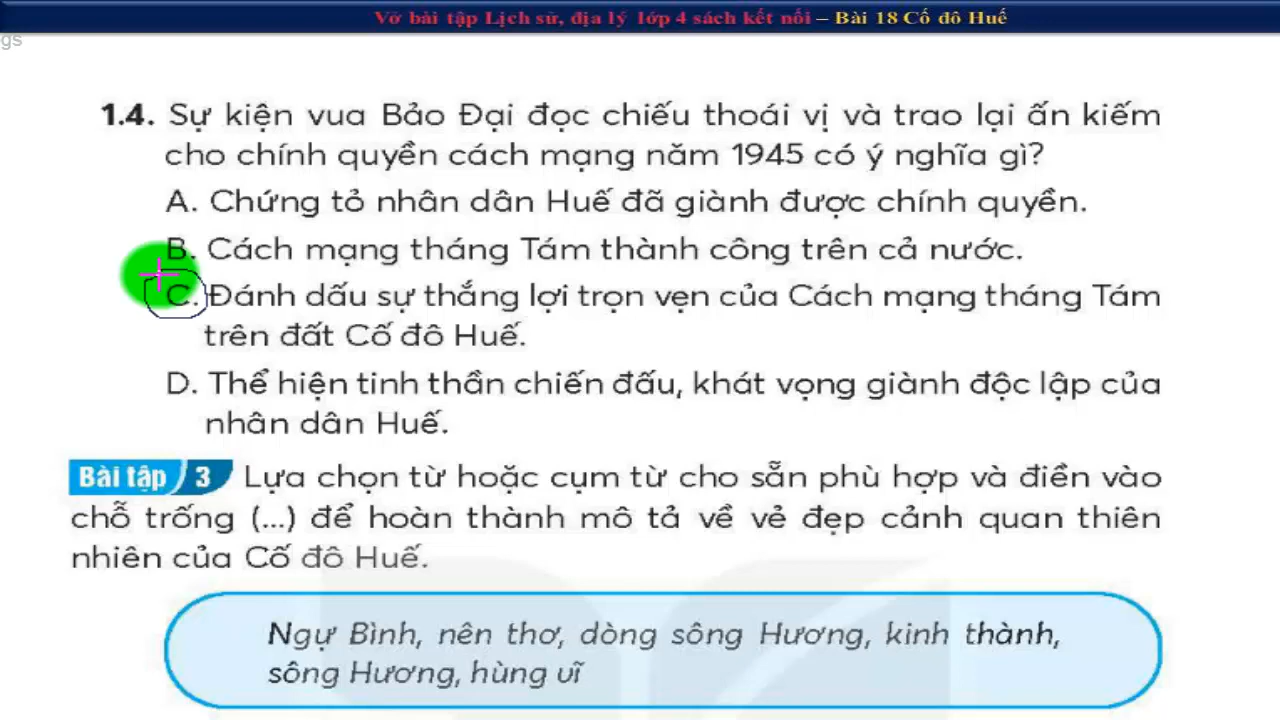 Vở bài tập Lịch sử, địa lý lớp 4 sách kết nối – Bài 18 Cố đô Huế
gs
1.4. Sự kiện vua Bảo Đại đọc chiếu thoái vị và trao lại ấn kiếm
cho chính quyền cách mạng năm 1945 có ý nghĩa gì?
A. Chứng tỏ nhân dân Huế đã giành được chính quyền.
B. Cách mạng tháng Tám thành công trên cả nước.
C. Đánh dấu sự thắng lợi trọn vẹn của Cách mạng tháng Tám
trên đất Cố đô Huế.
D. Thể hiện tinh thần chiến đấu, khát vọng giành độc lập của
nhân dân Huế.
Bài tập 3 Lựa chọn từ hoặc cụm từ cho sẵn phù hợp và điền vào
chỗ trống (...) để hoàn thành mô tả về vẻ đẹp cảnh quan thiên
nhiên của Cố đô Huế.
Ngự Bình, nên thơ, dòng sông Hương, kinh thành,
sông Hương, hùng vĩ